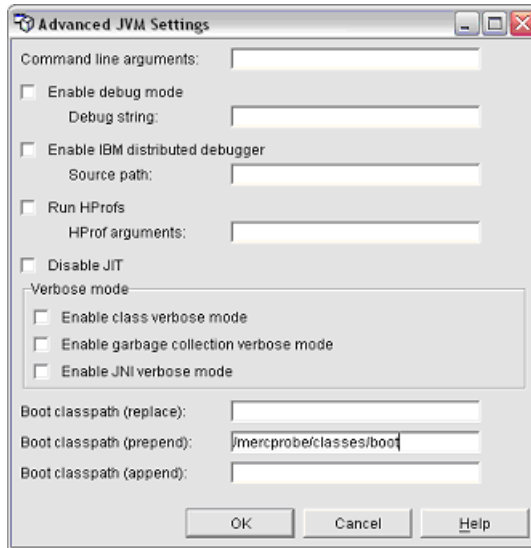 Advanced JVM Settings
Command line arguments:
Enable debug mode
Debug string:
Enable IBM distributed debugger
Source path:
Run HProfs
HProf arguments:
Disable JIT
Verbose mode
Enable class verbose mode
Enable garbage collection verbose mode
Enable JNI verbose mode
Boot classpath (replace):
Boot classpath (prepend): /mercprobe/classes/boot
Boot classpath (append):
OK Cancel Help